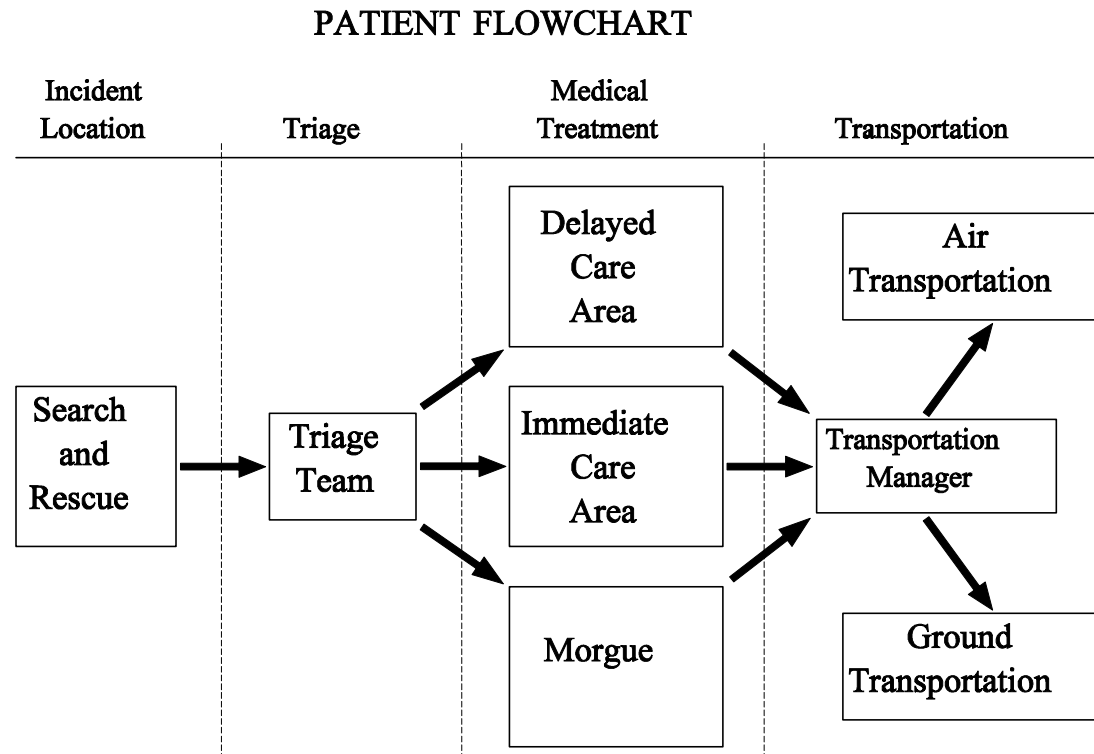 PATIENT FLOWCHART
Incident
Location
Triage
Medical
Treatment
Transportation
Search
and
Rescue
Triage
Team
Delayed
Care
Area
Immediate
Care
Area
Morgue
Transportation
Manager
Air
Transportation
Ground
Transportation